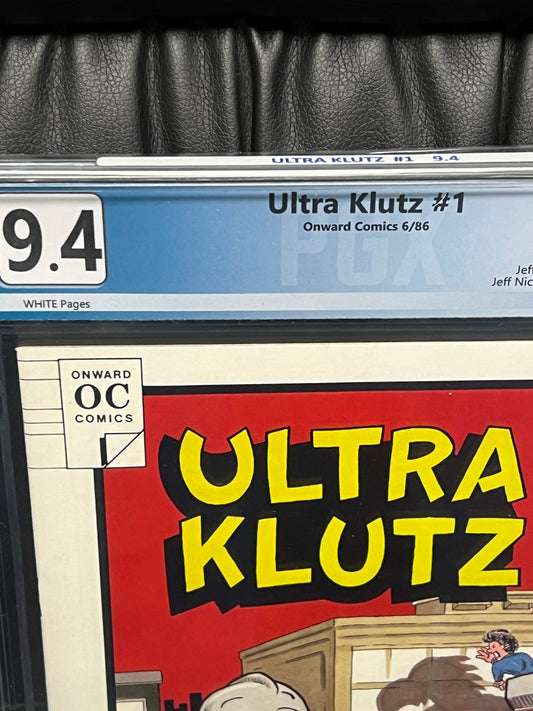 ULTRA KLUTZ #1 9.4
9.4
Ultra Klutz #1
Onward Comics 6/86
PGX
Jeff
Jeff Nic
WHITE Pages
ONWARD
OC
COMICS
ULTRA
KLUTZ